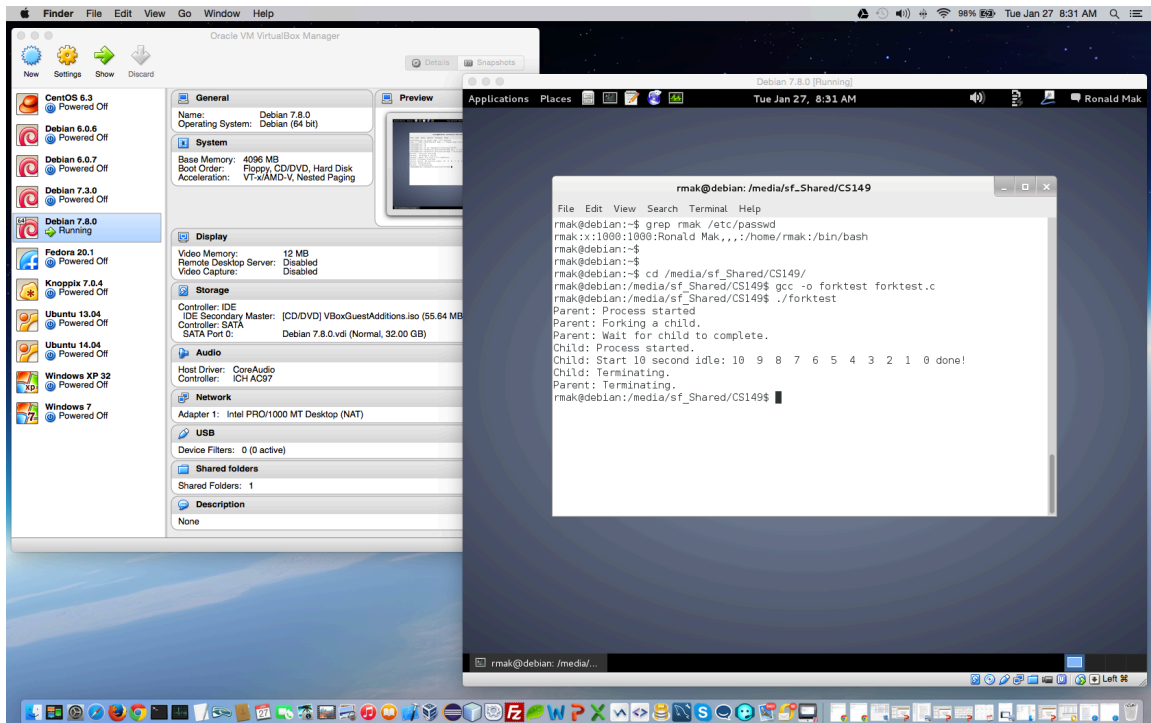 Finder File Edit View Go Window Help
98% Tue Jan 27 8:31 AM
Oracle VM VirtualBox Manager
New Settings Show Discard
Details Snapshots
CentOS 6.3
Powered Off
Debian 6.0.6
Powered Off
Debian 6.0.7
Powered Off
Debian 7.3.0
Powered Off
64
Debian 7.8.0
Running
Fedora 20.1
Powered Off
Knoppix 7.0.4
Powered Off
Ubuntu 13.04
Powered Off
Ubuntu 14.04
Powered Off
Windows XP 32
Powered Off
xp
Windows 7
Powered Off
7
General
Name: Debian 7.8.0
Operating System: Debian (64 bit)
Preview
System
Base Memory: 4096 MB
Boot Order: Floppy, CD/DVD, Hard Disk
Acceleration: VT-x/AMD-V, Nested Paging
Display
Video Memory: 12 MB
Remote Desktop Server: Disabled
Video Capture: Disabled
Storage
Controller: IDE
IDE Secondary Master: [CD/DVD] VBoxGuestAdditions.iso (55.64 MB
Controller: SATA
SATA Port 0: Debian 7.8.0.vdi (Normal, 32.00 GB)
Audio
Host Driver: CoreAudio
Controller: ICH AC97
Network
Adapter 1: Intel PRO/1000 MT Desktop (NAT)
USB
Device Filters: 0 (0 active)
Shared folders
Shared Folders: 1
Description
None
Debian 7.8.0 [Running]
Applications Places Tue Jan 27, 8:31 AM Ronald Mak
rmak@debian: /media/sf_Shared/CS149
File Edit View Search Terminal Help
rmak@debian:~$ grep rmak /etc/passwd
rmak:x:1000:1000:Ronald Mak,,,:/home/rmak:/bin/bash
rmak@debian:~$
rmak@debian:~$
rmak@debian:~$ cd /media/sf_Shared/CS149/
rmak@debian:/media/sf_Shared/CS149$ gcc -o forktest forktest.c
rmak@debian:/media/sf_Shared/CS149$ ./forktest
Parent: Process started
Parent: Forking a child.
Parent: Wait for child to complete.
Child: Process started.
Child: Start 10 second idle: 10 9 8 7 6 5 4 3 2 1 0 done!
Child: Terminating.
Parent: Terminating.
rmak@debian:/media/sf_Shared/CS149$
rmak@debian: /media/...
Left ⌘